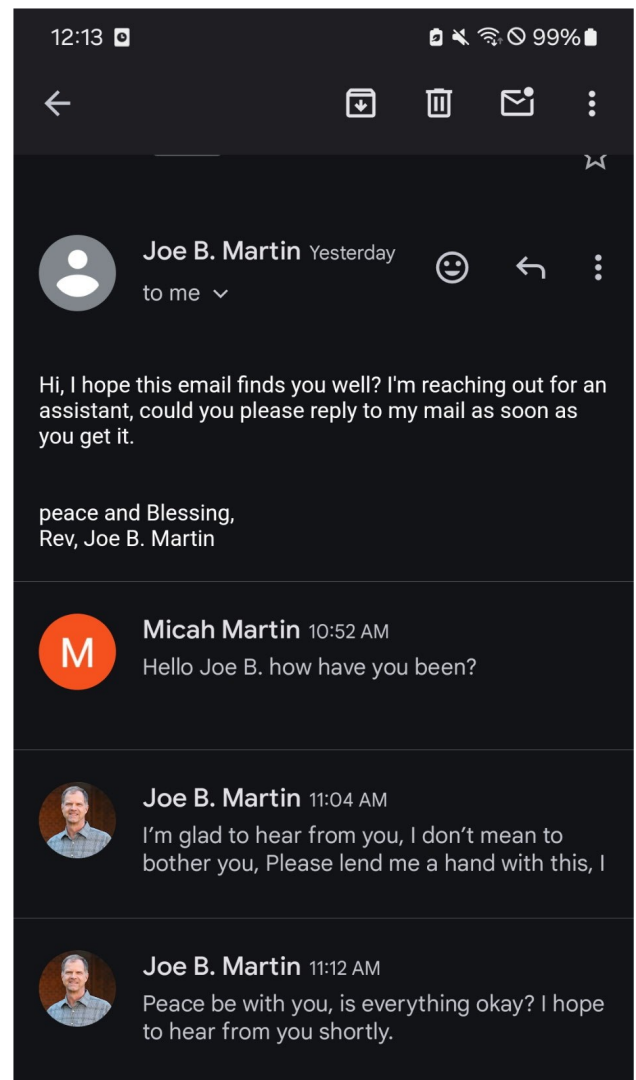 12:13 99%
Joe B. Martin Yesterday
to me
Hi, I hope this email finds you well? I'm reaching out for an
assistant, could you please reply to my mail as soon as
you get it.
peace and Blessing,
Rev, Joe B. Martin
M
Micah Martin 10:52 AM
Hello Joe B. how have you been?
Joe B. Martin 11:04 AM
I’m glad to hear from you, I don’t mean to
bother you, Please lend me a hand with this, I
Joe B. Martin 11:12 AM
Peace be with you, is everything okay? I hope
to hear from you shortly.